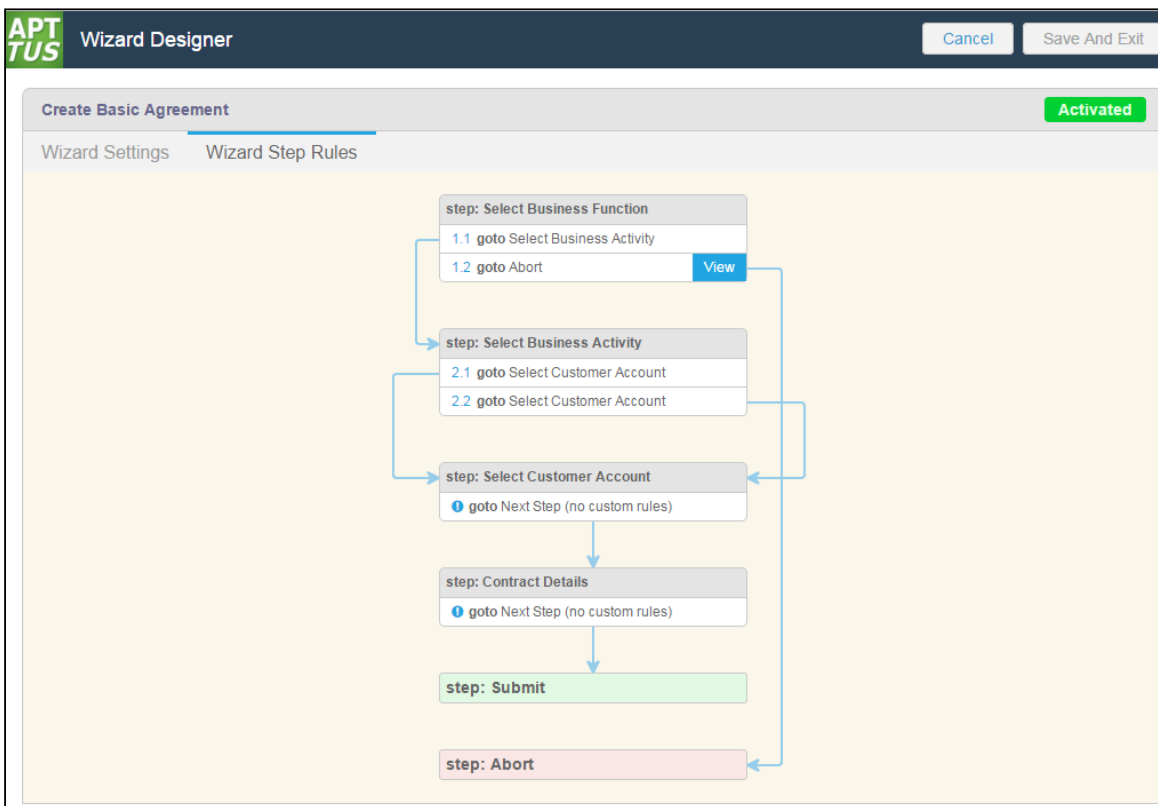 APT
TUS
Wizard Designer
Cancel
Save And Exit
Create Basic Agreement
Activated
Wizard Settings
Wizard Step Rules
step: Select Business Function
1.1 goto Select Business Activity
1.2 goto Abort
View
step: Select Business Activity
2.1 goto Select Customer Account
2.2 goto Select Customer Account
step: Select Customer Account
goto Next Step (no custom rules)
step: Contract Details
goto Next Step (no custom rules)
step: Submit
step: Abort